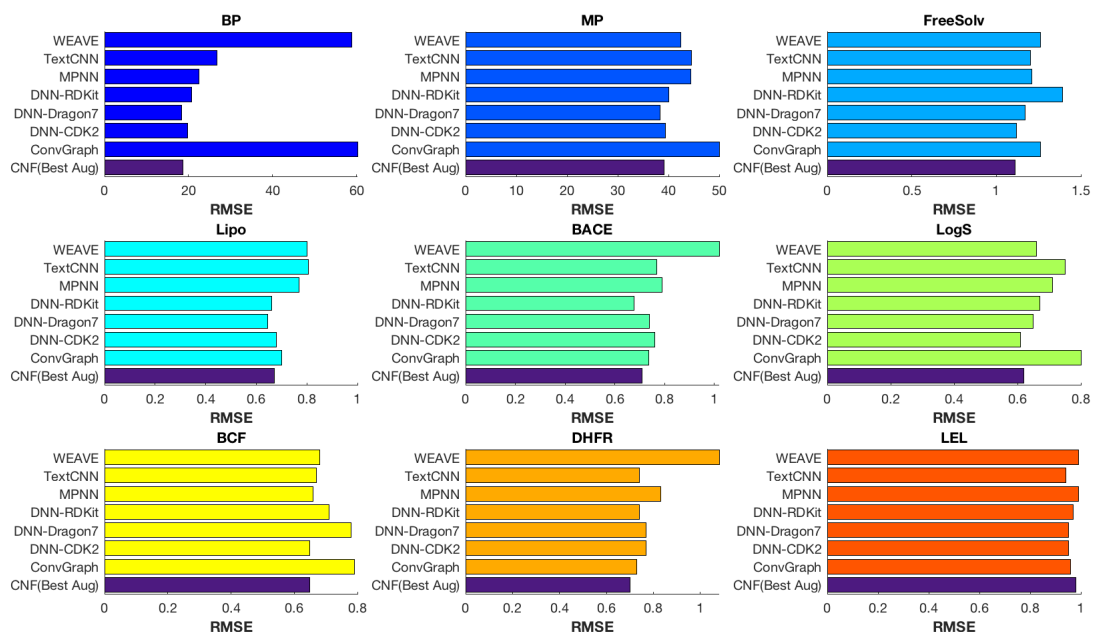 BP
WEAVE
TextCNN
MPNN
DNN-RDKit
DNN-Dragon7
DNN-CDK2
ConvGraph
CNF(Best Aug)
0 20 40 60
RMSE
MP
WEAVE
TextCNN
MPNN
DNN-RDKit
DNN-Dragon7
DNN-CDK2
ConvGraph
CNF(Best Aug)
0 10 20 30 40 50
RMSE
FreeSolv
WEAVE
TextCNN
MPNN
DNN-RDKit
DNN-Dragon7
DNN-CDK2
ConvGraph
CNF(Best Aug)
0 0.5 1 1.5
RMSE
Lipo
WEAVE
TextCNN
MPNN
DNN-RDKit
DNN-Dragon7
DNN-CDK2
ConvGraph
CNF(Best Aug)
0 0.2 0.4 0.6 0.8 1
RMSE
BACE
WEAVE
TextCNN
MPNN
DNN-RDKit
DNN-Dragon7
DNN-CDK2
ConvGraph
CNF(Best Aug)
0 0.2 0.4 0.6 0.8 1
RMSE
LogS
WEAVE
TextCNN
MPNN
DNN-RDKit
DNN-Dragon7
DNN-CDK2
ConvGraph
CNF(Best Aug)
0 0.2 0.4 0.6 0.8
RMSE
BCF
WEAVE
TextCNN
MPNN
DNN-RDKit
DNN-Dragon7
DNN-CDK2
ConvGraph
CNF(Best Aug)
0 0.2 0.4 0.6 0.8
RMSE
DHFR
WEAVE
TextCNN
MPNN
DNN-RDKit
DNN-Dragon7
DNN-CDK2
ConvGraph
CNF(Best Aug)
0 0.2 0.4 0.6 0.8 1
RMSE
LEL
WEAVE
TextCNN
MPNN
DNN-RDKit
DNN-Dragon7
DNN-CDK2
ConvGraph
CNF(Best Aug)
0 0.2 0.4 0.6 0.8 1
RMSE